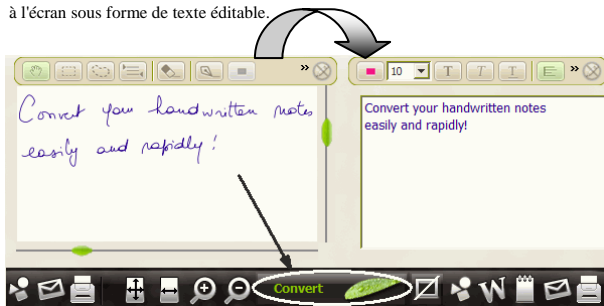 à l'écran sous forme de texte éditable.
10
T T T
Convert your handwritten notes
easily and rapidly!
Convert your handwritten notes
easily and rapidly!
Convert
W